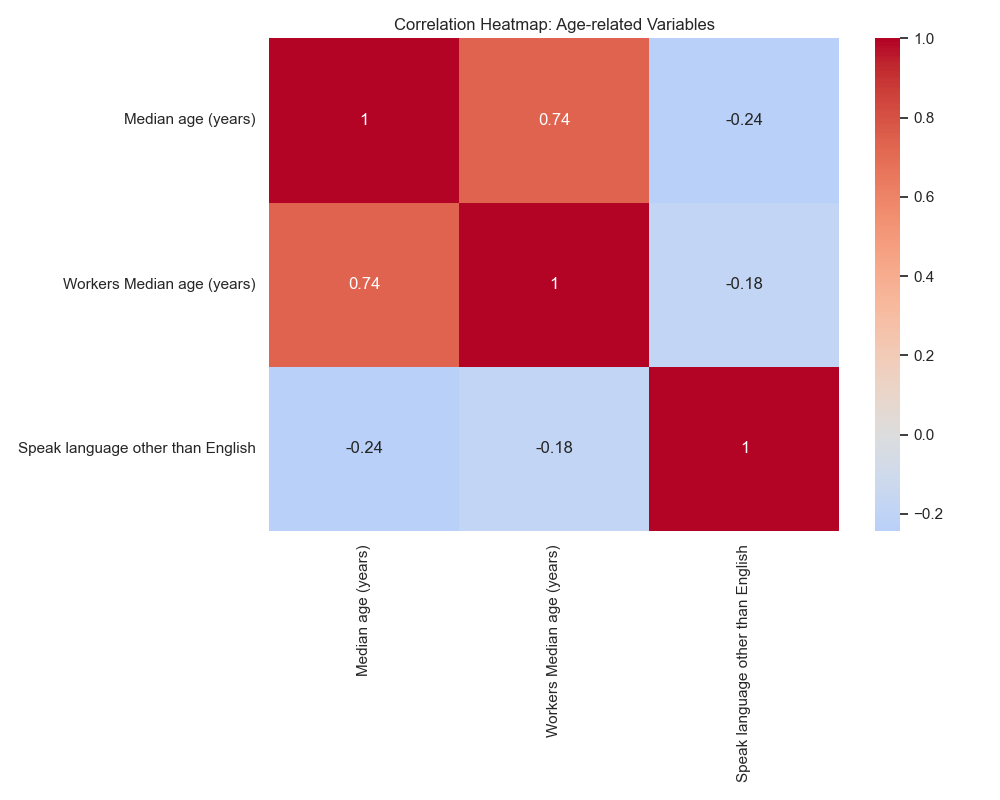 Correlation Heatmap: Age-related Variables
Median age (years)
1
0.74
-0.24
Workers Median age (years)
0.74
1
-0.18
Speak language other than English
-0.24
-0.18
1
Median age (years)
Workers Median age (years)
Speak language other than English
1.0
0.8
0.6
0.4
0.2
0.0
−0.2